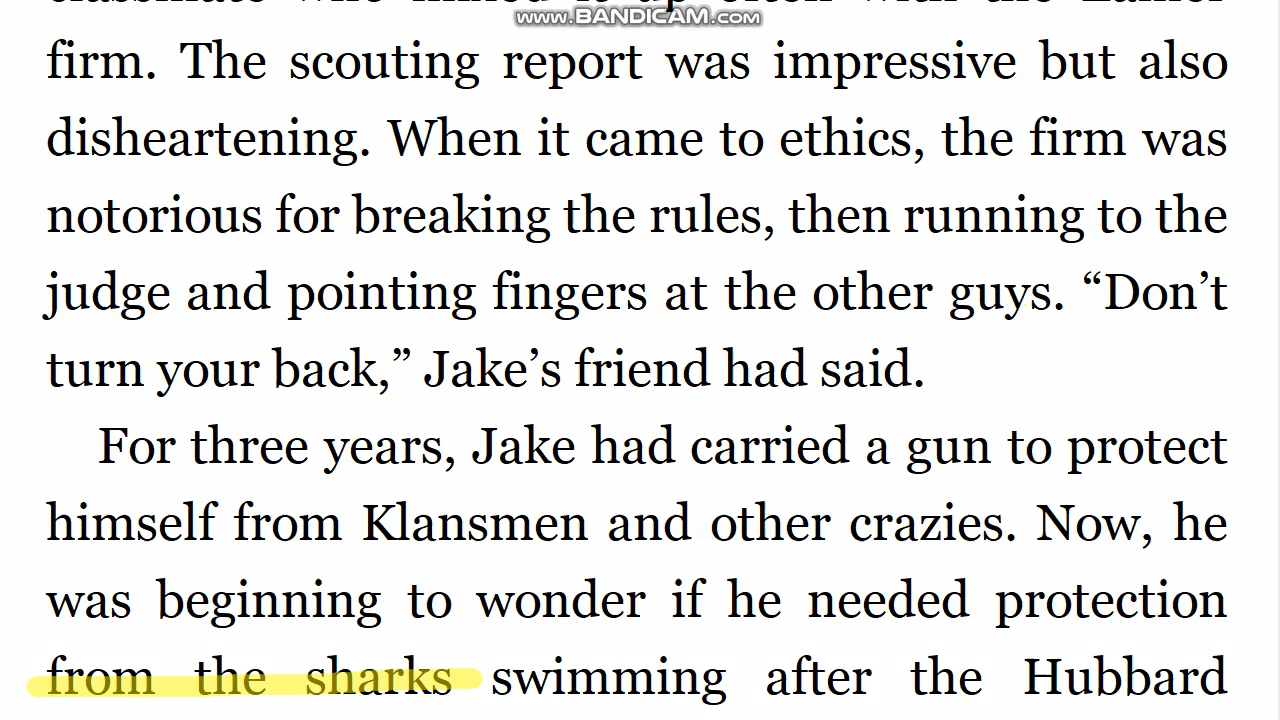 www.BANDICAM.com
firm. The scouting report was impressive but also
disheartening. When it came to ethics, the firm was
notorious for breaking the rules, then running to the
judge and pointing fingers at the other guys. “Don’t
turn your back,” Jake’s friend had said.
For three years, Jake had carried a gun to protect
himself from Klansmen and other crazies. Now, he
was beginning to wonder if he needed protection
from the sharks swimming after the Hubbard